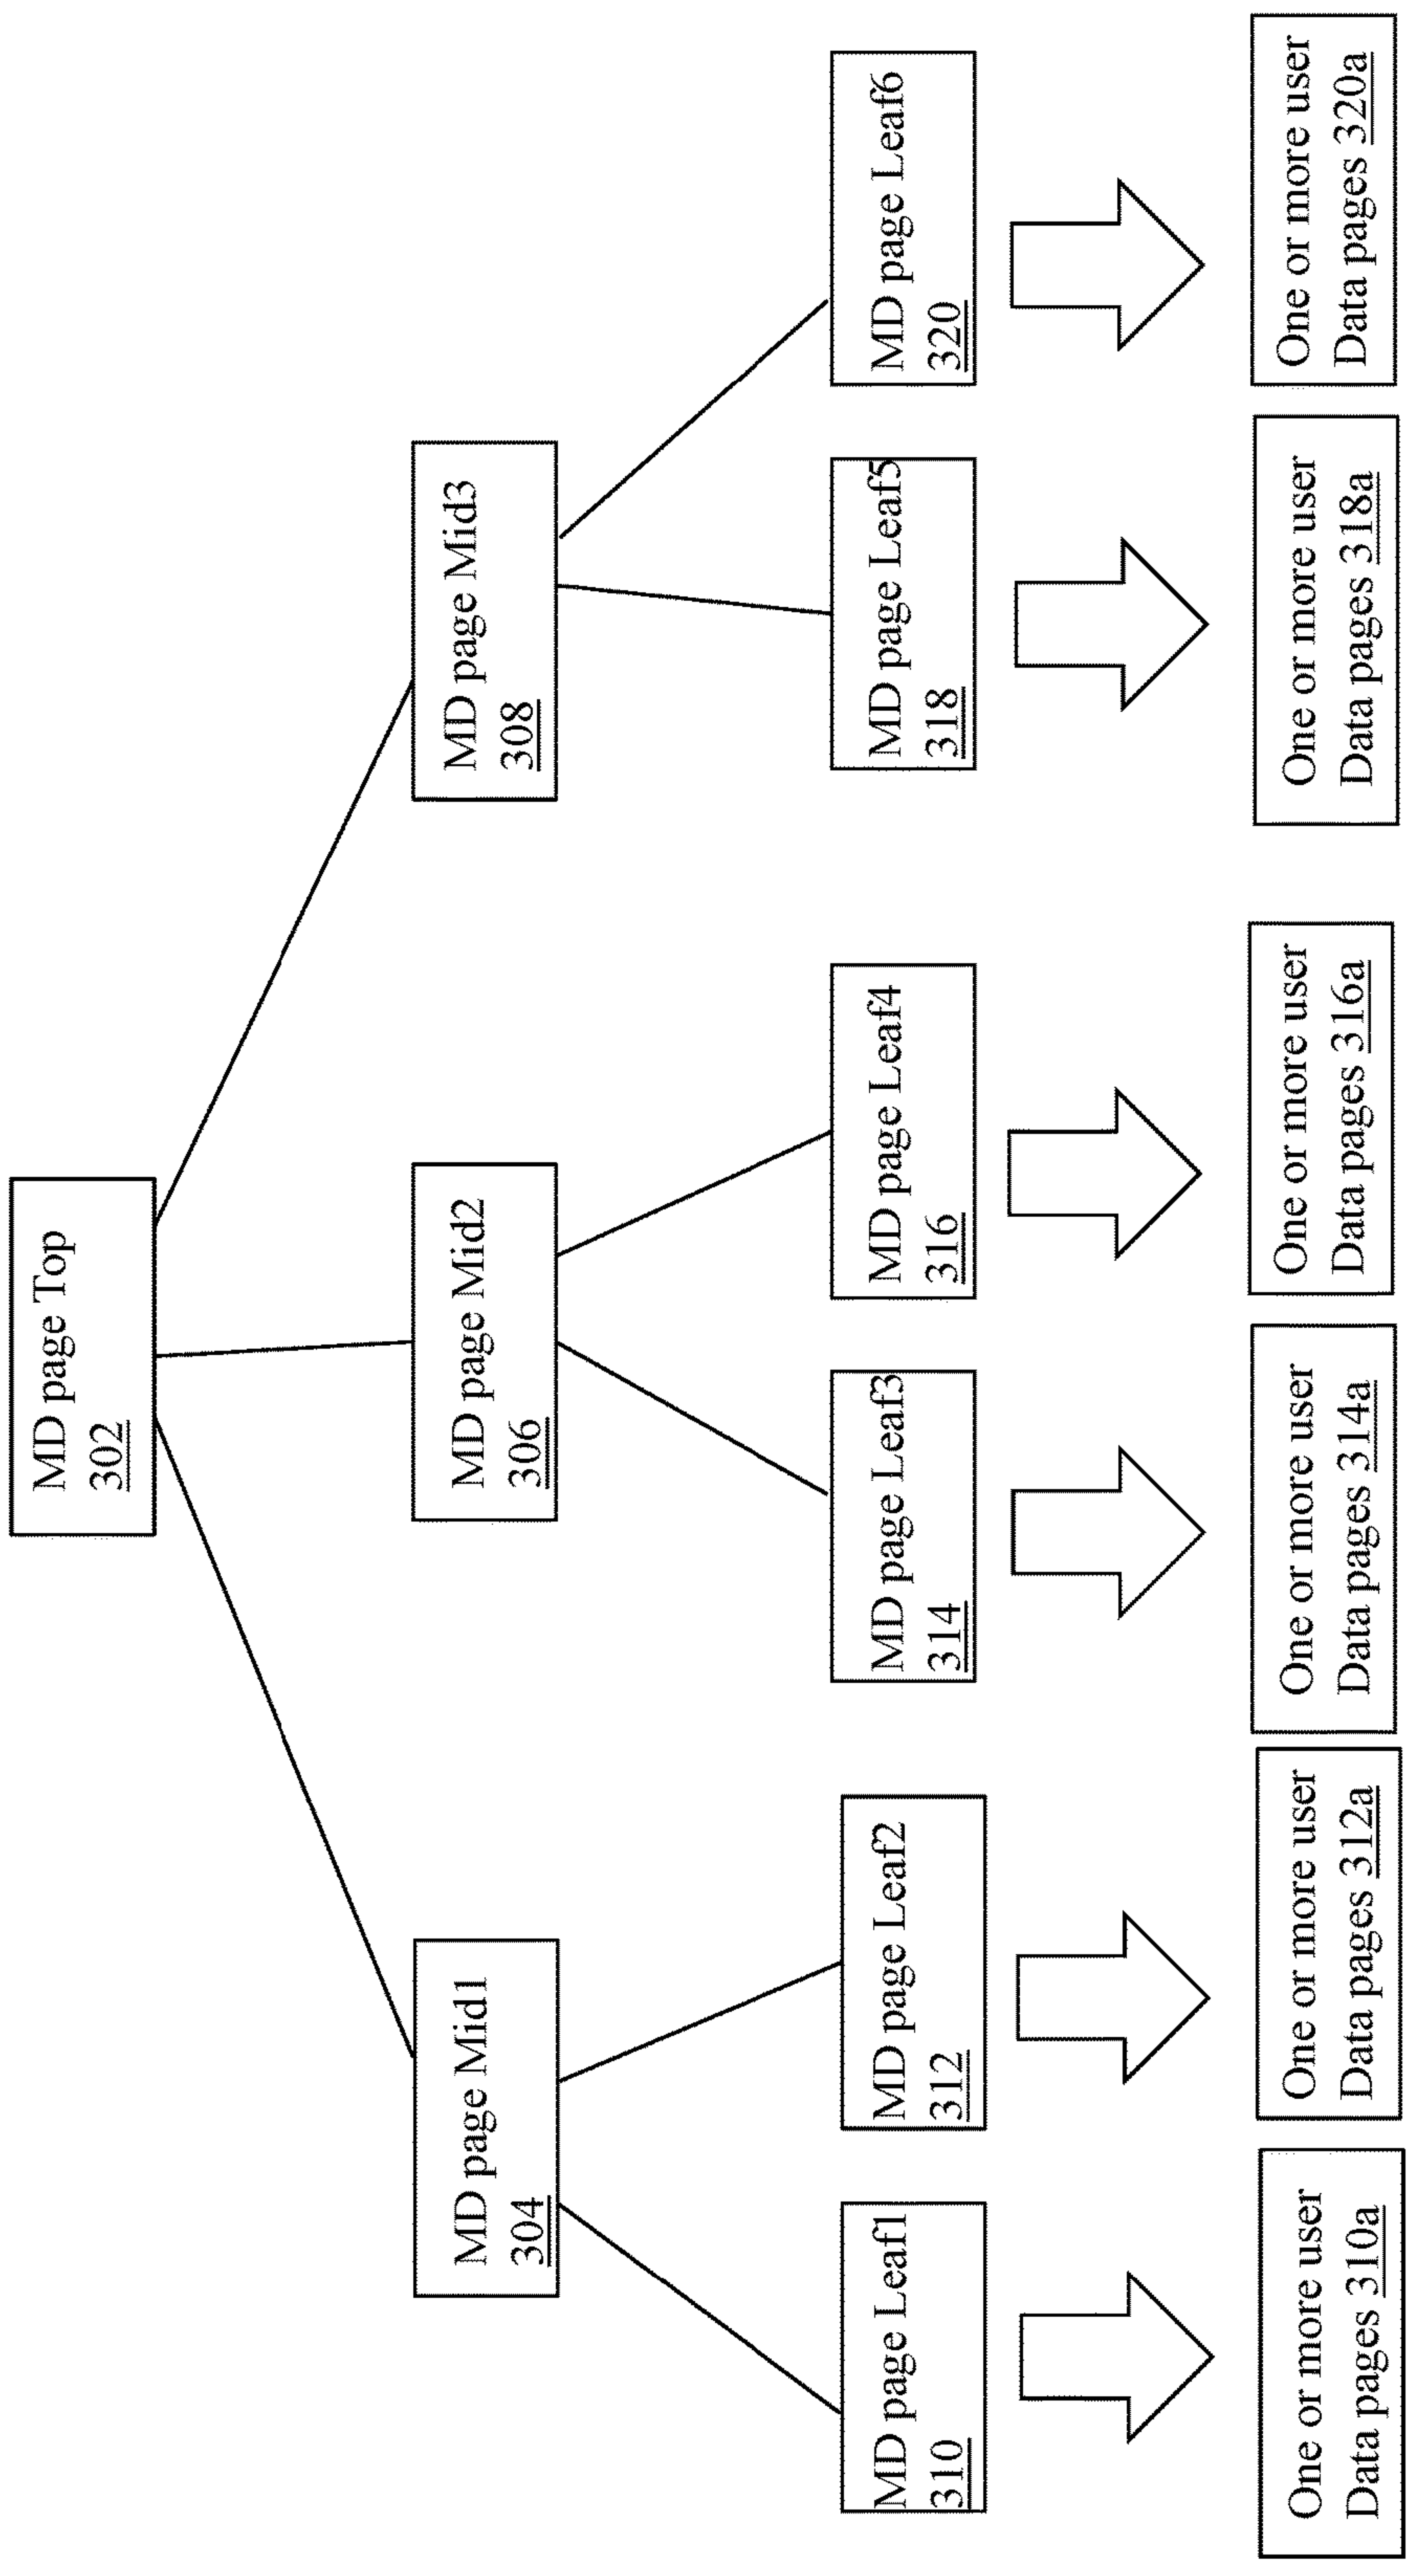 MD page Top
302
MD page Mid1
304
MD page Mid2
306
MD page Mid3
308
MD page Leaf1
310
MD page Leaf2
312
MD page Leaf3
314
MD page Leaf4
316
MD page Leaf5
318
MD page Leaf6
320
One or more user
Data pages 310a
One or more user
Data pages 312a
One or more user
Data pages 314a
One or more user
Data pages 316a
One or more user
Data pages 318a
One or more user
Data pages 320a